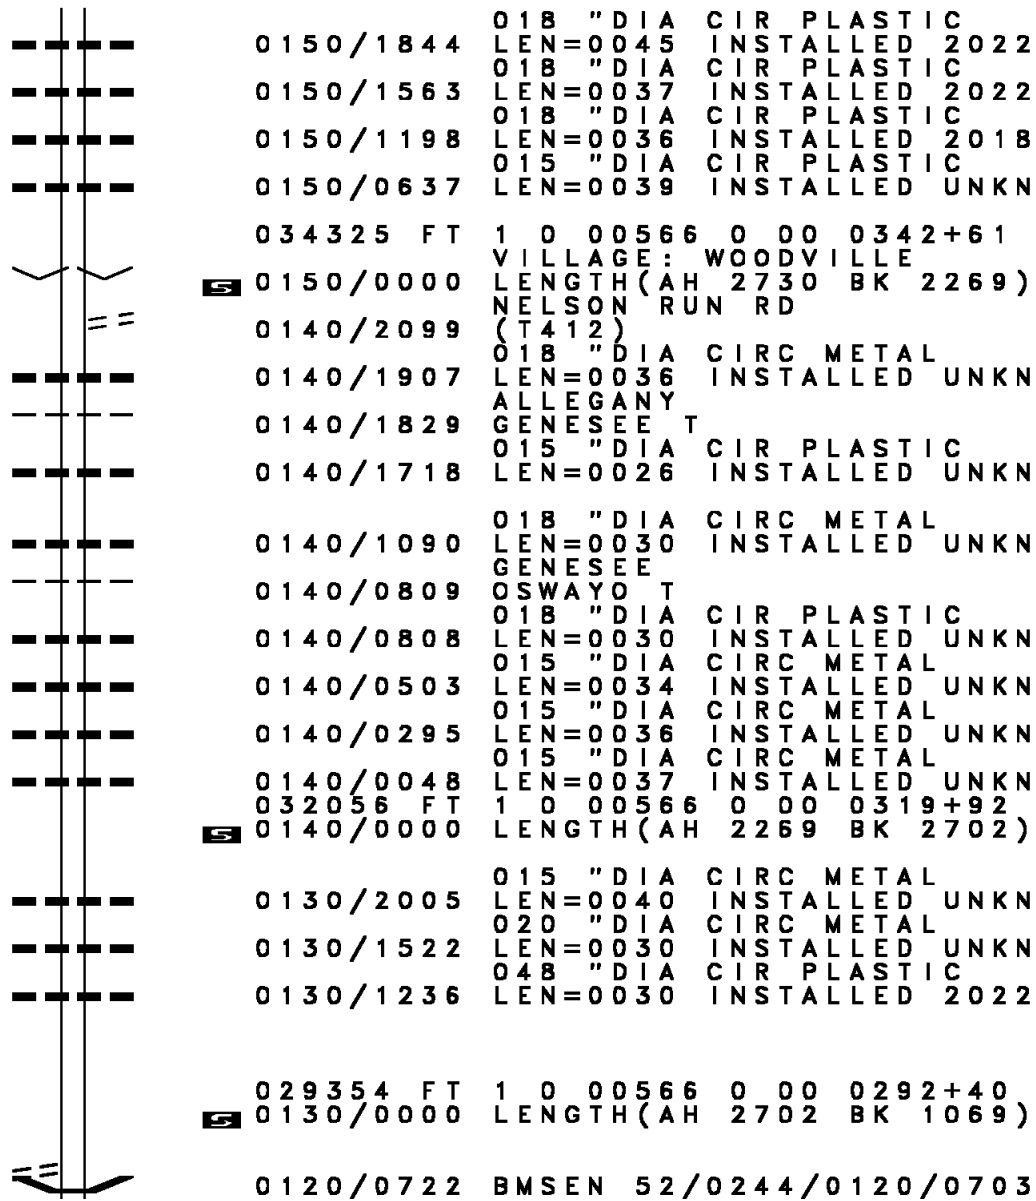 018 "DIA CIR PLASTIC
0150/1844 LEN=0045 INSTALLED 2022
018 "DIA CIR PLASTIC
0150/1563 LEN=0037 INSTALLED 2022
018 "DIA CIR PLASTIC
0150/1198 LEN=0036 INSTALLED 2018
015 "DIA CIR PLASTIC
0150/0637 LEN=0039 INSTALLED UNKN
034325 FT 1 0 00566 0 00 0342+61
VILLAGE: WOODVILLE
S 0150/0000 LENGTH(AH 2730 BK 2269)
NELSON RUN RD
0140/2099 (T412)
018 "DIA CIRC METAL
0140/1907 LEN=0036 INSTALLED UNKN
ALLEGANY
0140/1829 GENESEE T
015 "DIA CIR PLASTIC
0140/1718 LEN=0026 INSTALLED UNKN
018 "DIA CIRC METAL
0140/1090 LEN=0030 INSTALLED UNKN
GENESEE
0140/0809 OSWAYO T
018 "DIA CIR PLASTIC
0140/0808 LEN=0030 INSTALLED UNKN
015 "DIA CIRC METAL
0140/0503 LEN=0034 INSTALLED UNKN
015 "DIA CIRC METAL
0140/0295 LEN=0036 INSTALLED UNKN
015 "DIA CIRC METAL
0140/0048 LEN=0037 INSTALLED UNKN
032056 FT 1 0 00566 0 00 0319+92
S 0140/0000 LENGTH(AH 2269 BK 2702)
015 "DIA CIRC METAL
0130/2005 LEN=0040 INSTALLED UNKN
020 "DIA CIRC METAL
0130/1522 LEN=0030 INSTALLED UNKN
048 "DIA CIR PLASTIC
0130/1236 LEN=0030 INSTALLED 2022
029354 FT 1 0 00566 0 00 0292+40
S 0130/0000 LENGTH(AH 2702 BK 1069)
0120/0722 BMSEN 52/0244/0120/0703